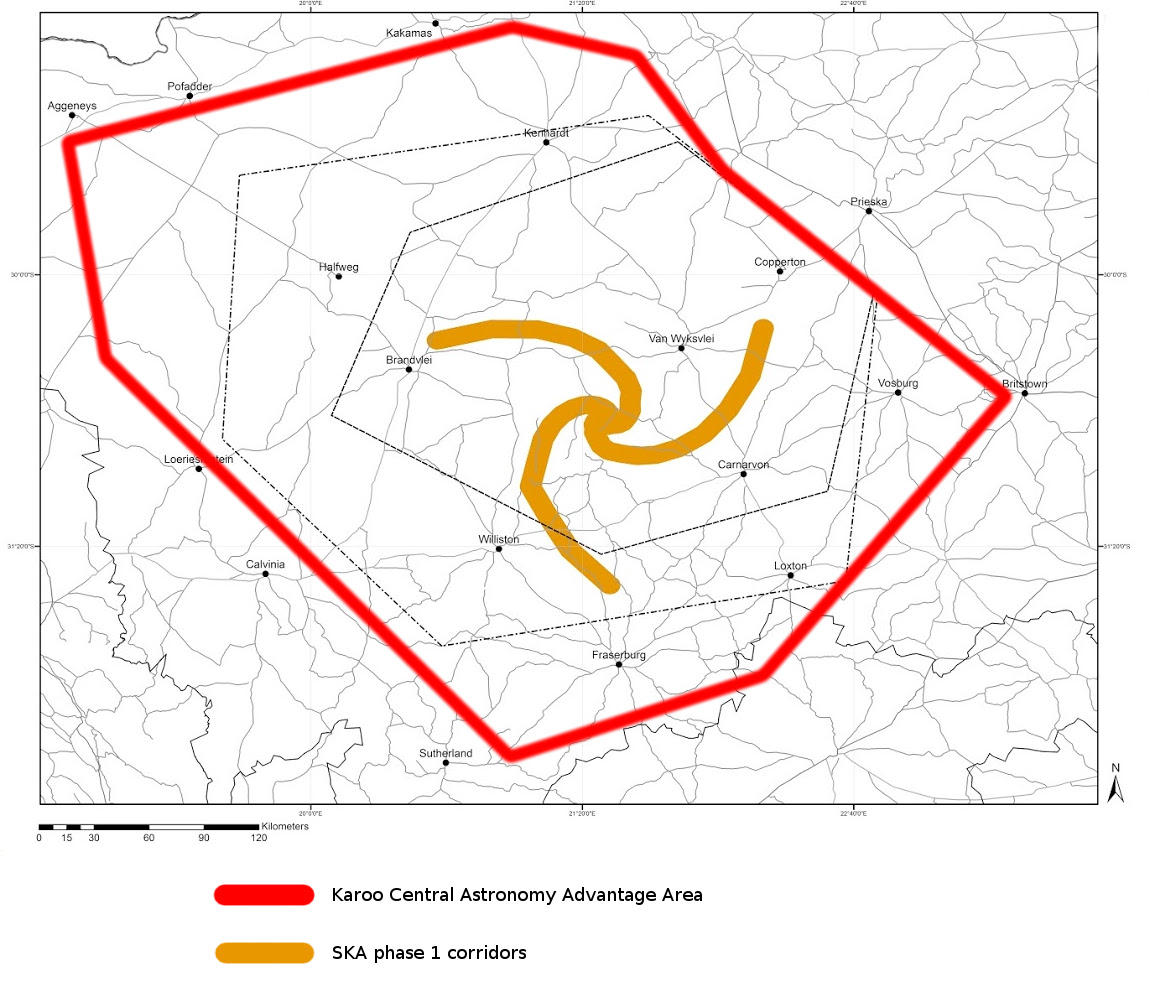 20°0'0"E 21°20'0"E 22°40'0"E
Kakamas
Pofadder
Aggeneys
Kenhardt
Prieska
Copperton
Halfweg
30°0'0"S 30°0'0"S
Van Wyksvlei
Brandvlei
Vosburg
Britstown
Loeriesfontein
Carnarvon
Williston
31°20'0"S 31°20'0"S
Calvinia
Loxton
Fraserburg
Sutherland
N
20°0'0"E 21°20'0"E 22°40'0"E
Kilometers
0 15 30 60 90 120
Karoo Central Astronomy Advantage Area
SKA phase 1 corridors